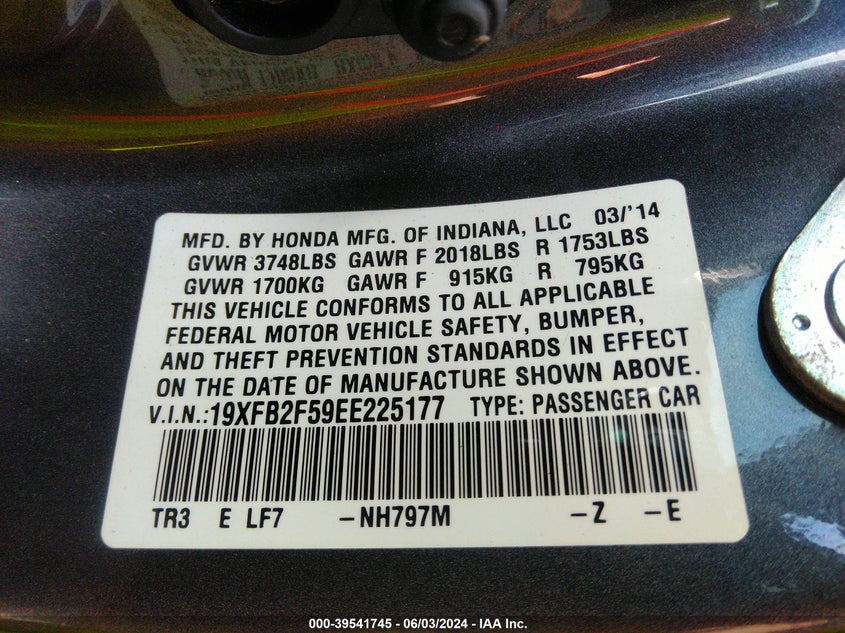 MFD. BY HONDA MFG. OF INDIANA, LLC 03/'14
GVWR 3748LBS GAWR F 2018LBS R 1753LBS
GVWR 1700KG GAWR F 915KG R 795KG
THIS VEHICLE CONFORMS TO ALL APPLICABLE
FEDERAL MOTOR VEHICLE SAFETY, BUMPER,
AND THEFT PREVENTION STANDARDS IN EFFECT
ON THE DATE OF MANUFACTURE SHOWN ABOVE.
V.I.N.:19XFB2F59EE225177 TYPE: PASSENGER CAR
TR3 E LF7 -NH797M -Z -E
000-39541745 - 06/03/2024 - IAA Inc.